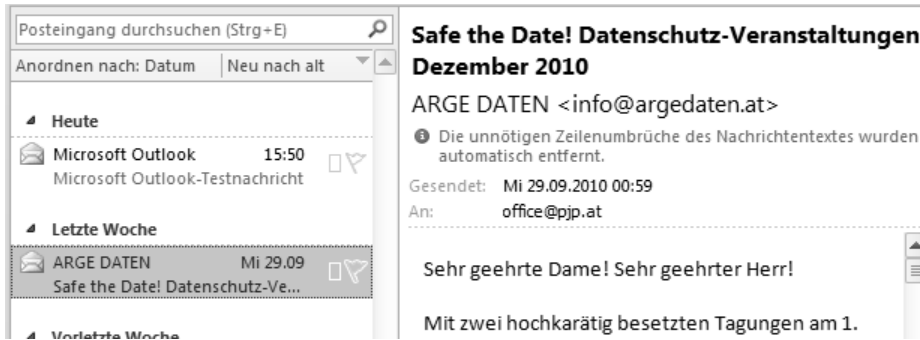 Posteingang durchsuchen (Strg+E)
Anordnen nach: Datum Neu nach alt
Heute
Microsoft Outlook 15:50
Microsoft Outlook-Testnachricht
Letzte Woche
ARGE DATEN Mi 29.09
Safe the Date! Datenschutz-Ve...
Vorletzte Woche
Safe the Date! Datenschutz-Veranstaltungen
Dezember 2010
ARGE DATEN <info@argedaten.at>
Die unnötigen Zeilenumbrüche des Nachrichtentextes wurden
automatisch entfernt.
Gesendet: Mi 29.09.2010 00:59
An: office@pjp.at
Sehr geehrte Dame! Sehr geehrter Herr!
Mit zwei hochkarätig besetzten Tagungen am 1.